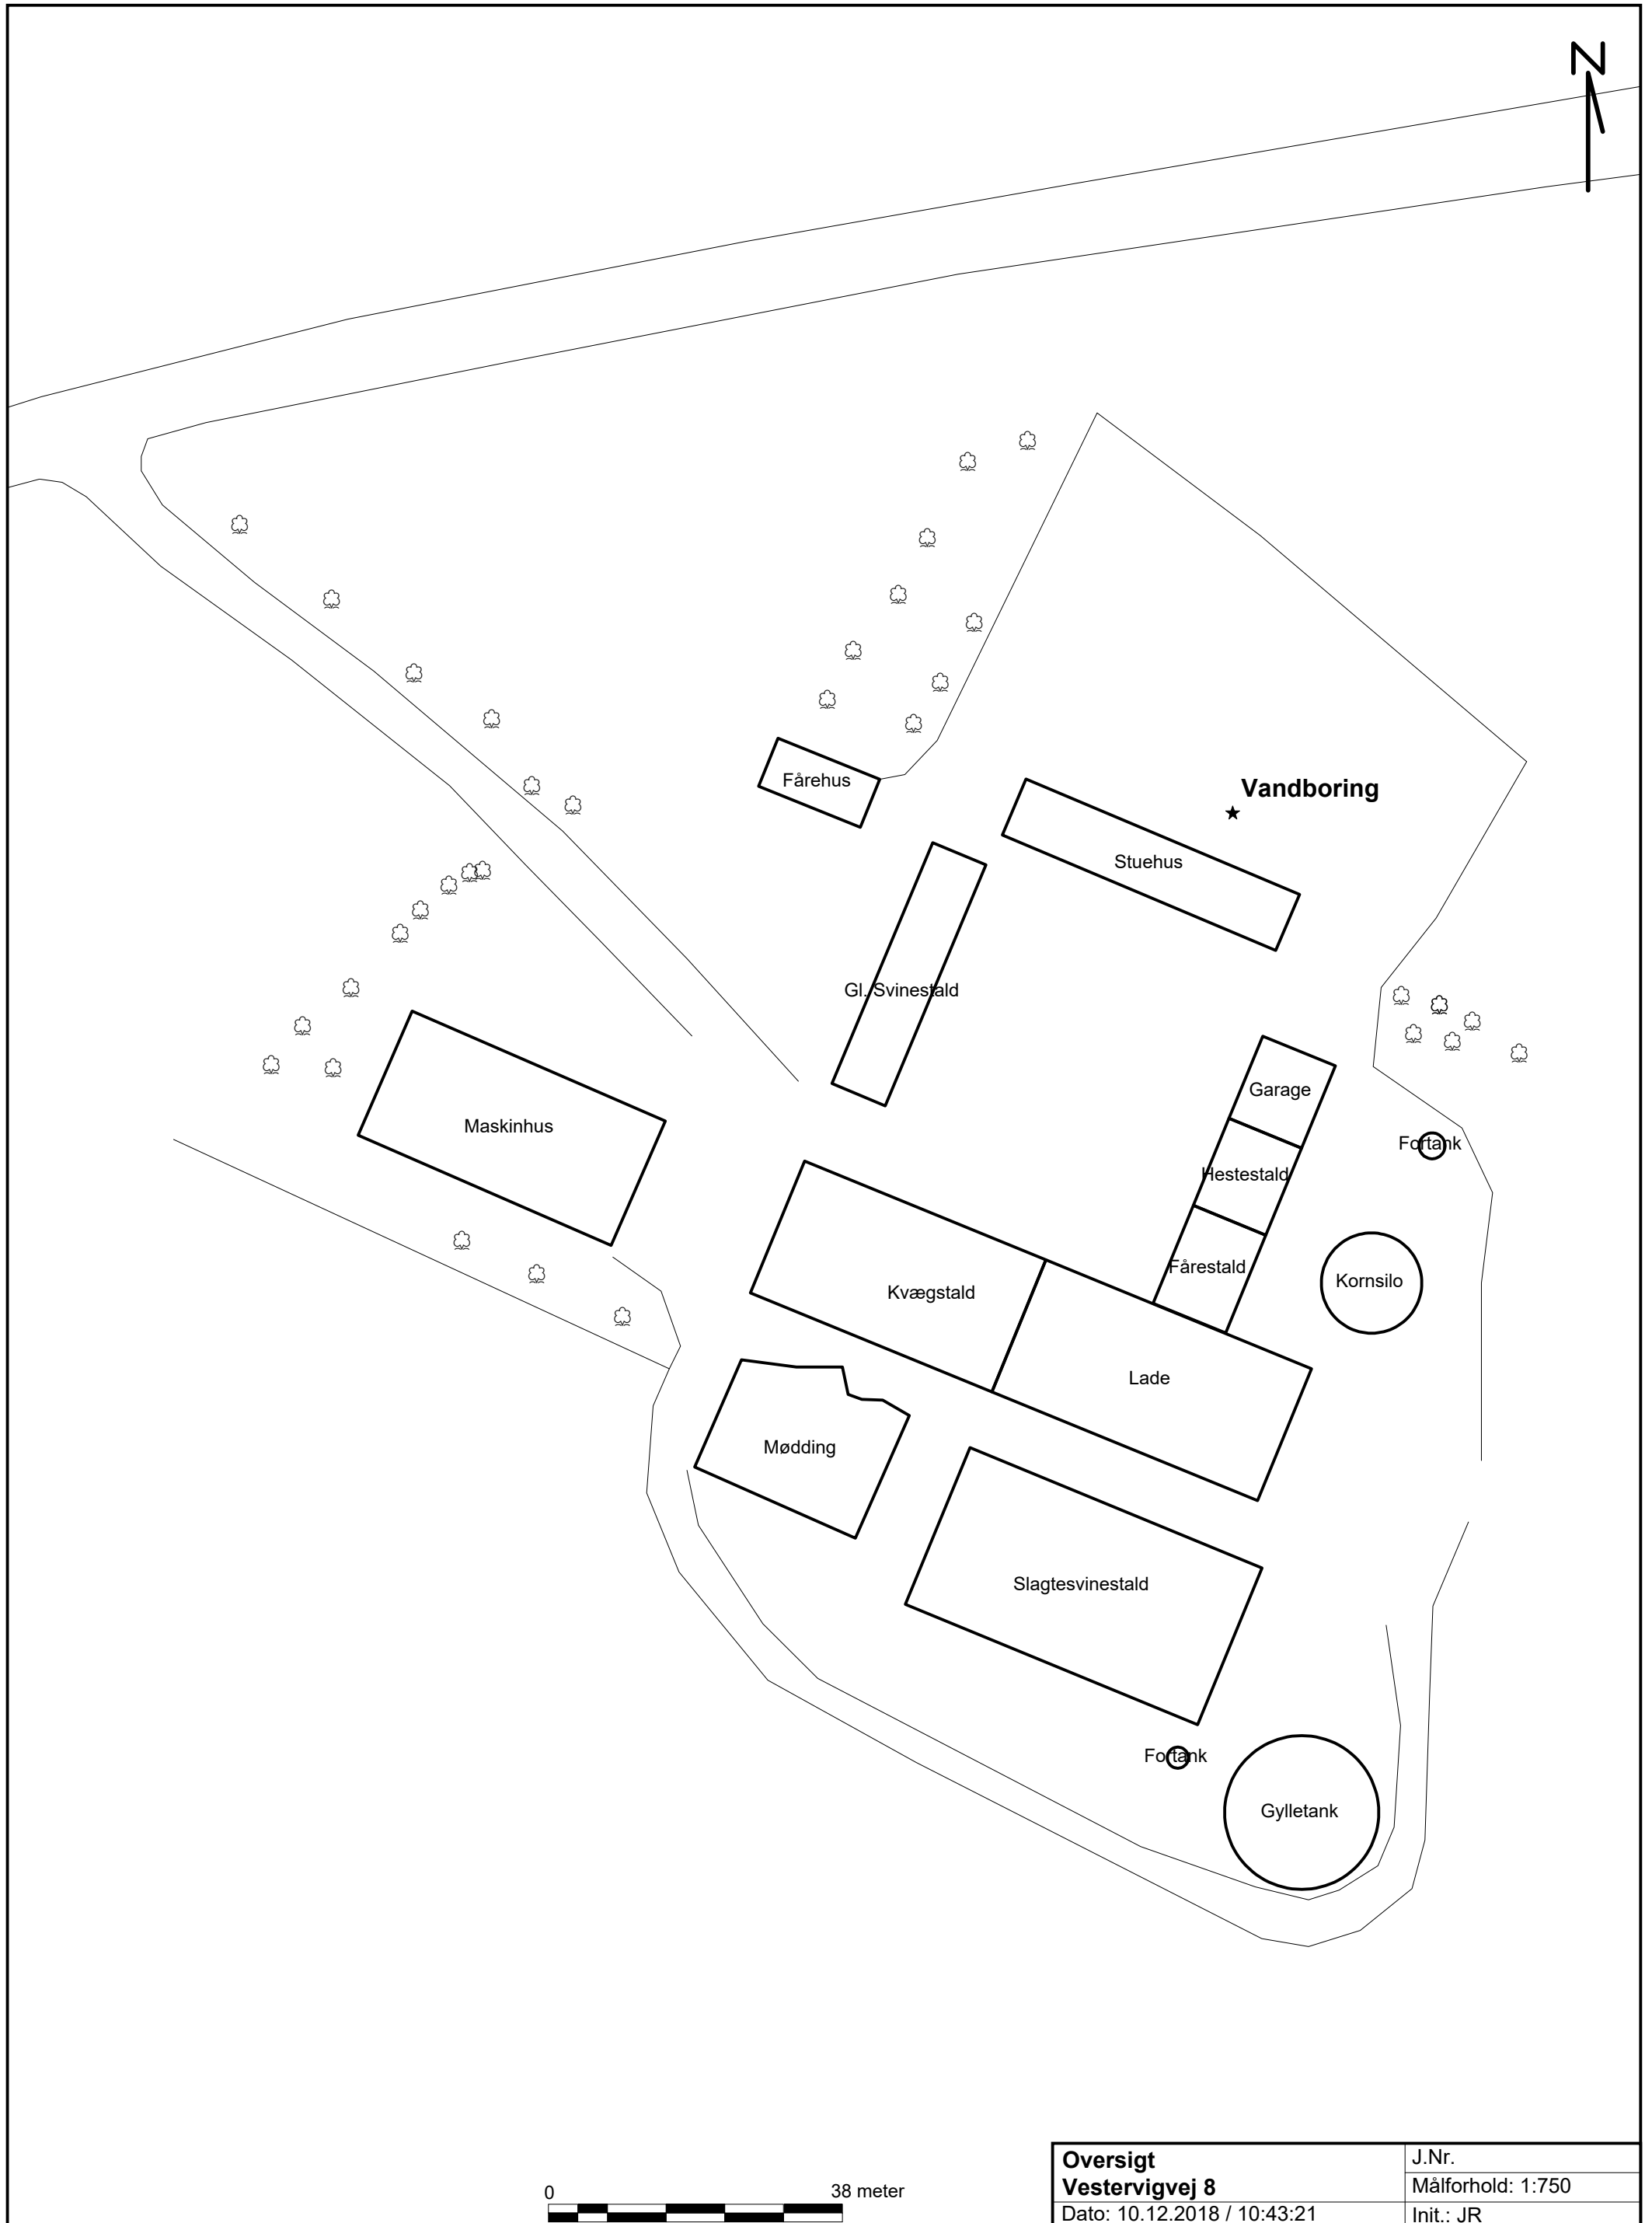 N
Vandboring
Fårehus
Stuehus
Gl. Svinestald
Garage
Maskinhus
Fortank
Hestestald
Fårestald
Kornsilo
Kvægstald
Lade
Mødding
Slagtesvinestald
Fortank
Gylletank
0 38 meter
Oversigt
Vestervigvej 8
Dato: 10.12.2018 / 10:43:21
J.Nr.
Målforhold: 1:750
Init.: JR